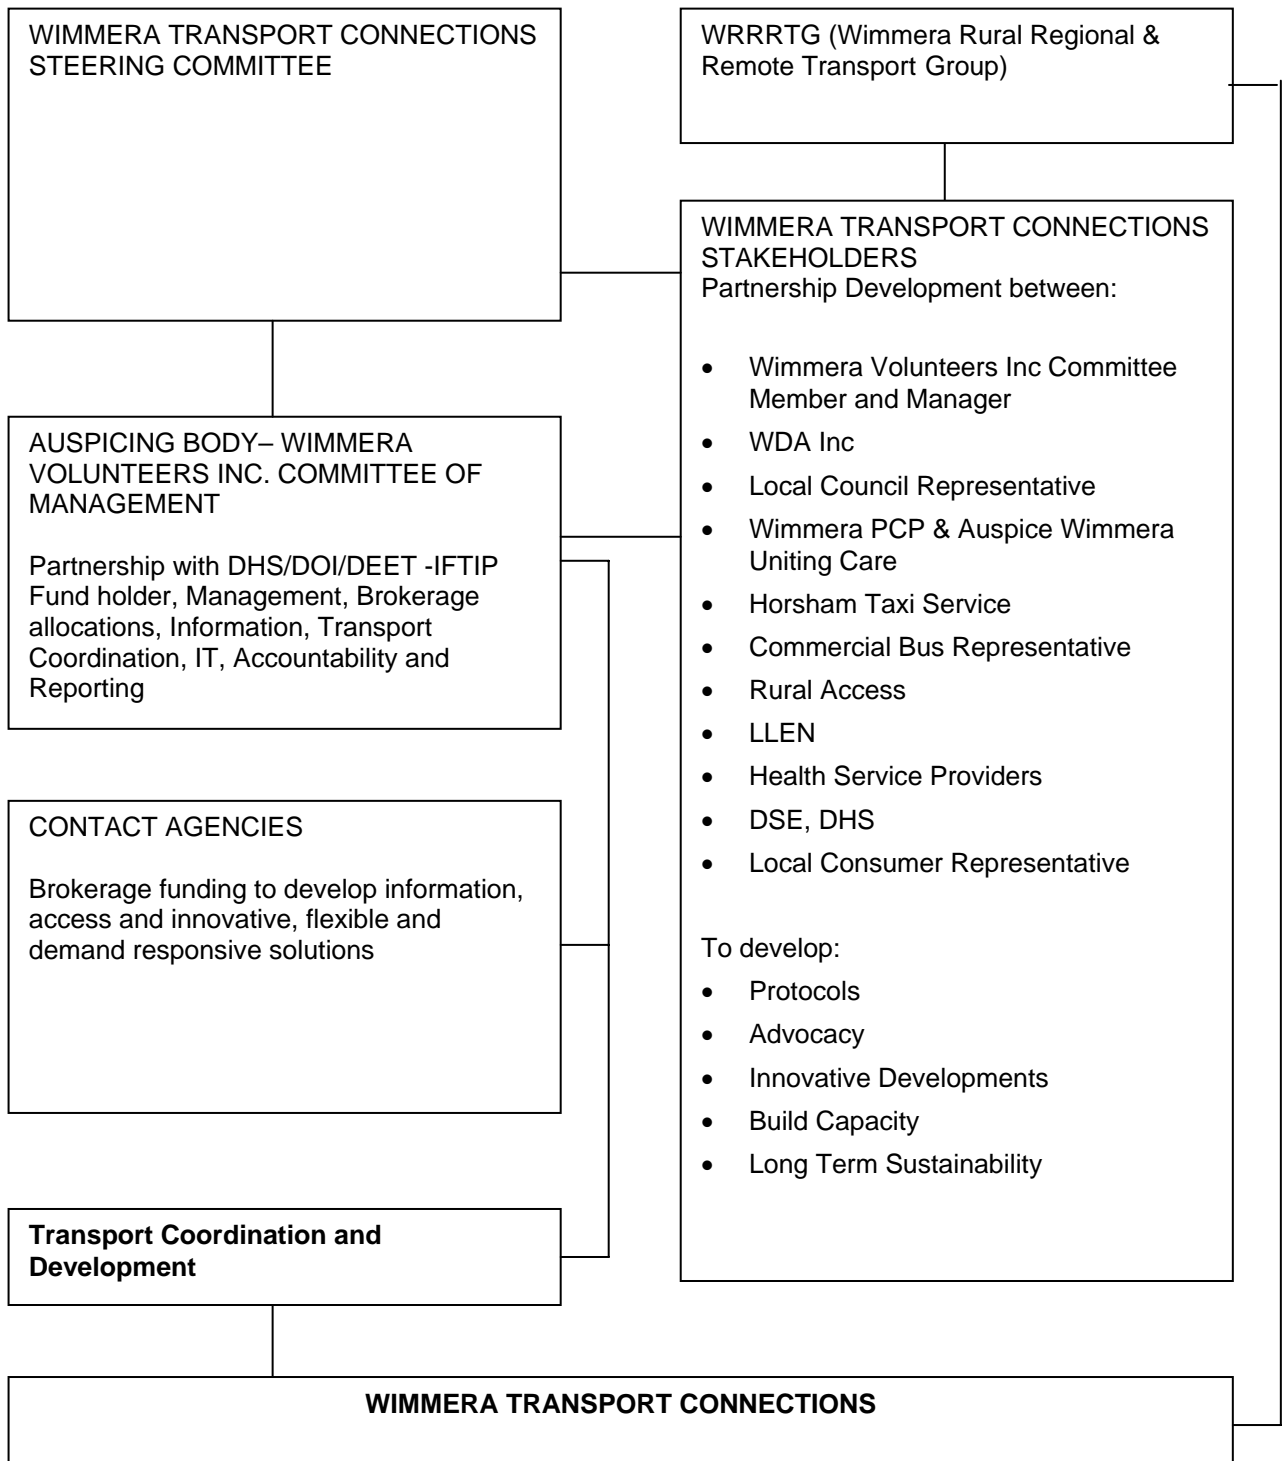 WIMMERA TRANSPORT CONNECTIONS
STEERING COMMITTEE
WRRRTG (Wimmera Rural Regional &
Remote Transport Group)
WIMMERA TRANSPORT CONNECTIONS
STAKEHOLDERS
Partnership Development between:
• Wimmera Volunteers Inc Committee
Member and Manager
• WDA Inc
• Local Council Representative
• Wimmera PCP & Auspice Wimmera
Uniting Care
• Horsham Taxi Service
• Commercial Bus Representative
• Rural Access
• LLEN
• Health Service Providers
• DSE, DHS
• Local Consumer Representative
To develop:
• Protocols
• Advocacy
• Innovative Developments
• Build Capacity
• Long Term Sustainability
AUSPICING BODY– WIMMERA
VOLUNTEERS INC. COMMITTEE OF
MANAGEMENT
Partnership with DHS/DOI/DEET -IFTIP
Fund holder, Management, Brokerage
allocations, Information, Transport
Coordination, IT, Accountability and
Reporting
CONTACT AGENCIES
Brokerage funding to develop information,
access and innovative, flexible and
demand responsive solutions
Transport Coordination and
Development
WIMMERA TRANSPORT CONNECTIONS